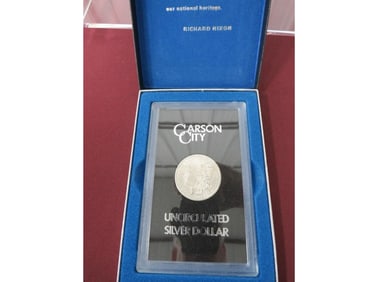 our national heritage.
RICHARD NIXON
CARSON
CITY
UNCIRCULATED
SILVER DOLLAR